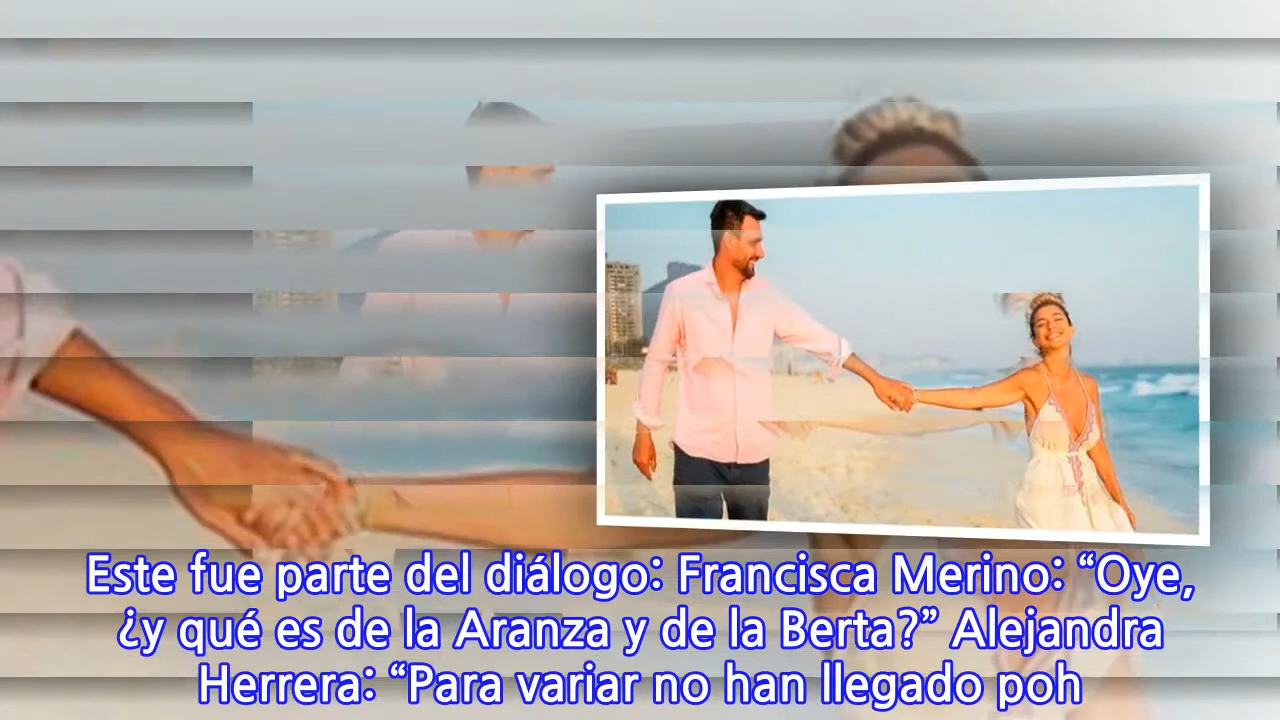 Este fue parte del diálogo: Francisca Merino: “Oye,
¿y qué es de la Aranza y de la Berta?” Alejandra
Herrera: “Para variar no han llegado poh